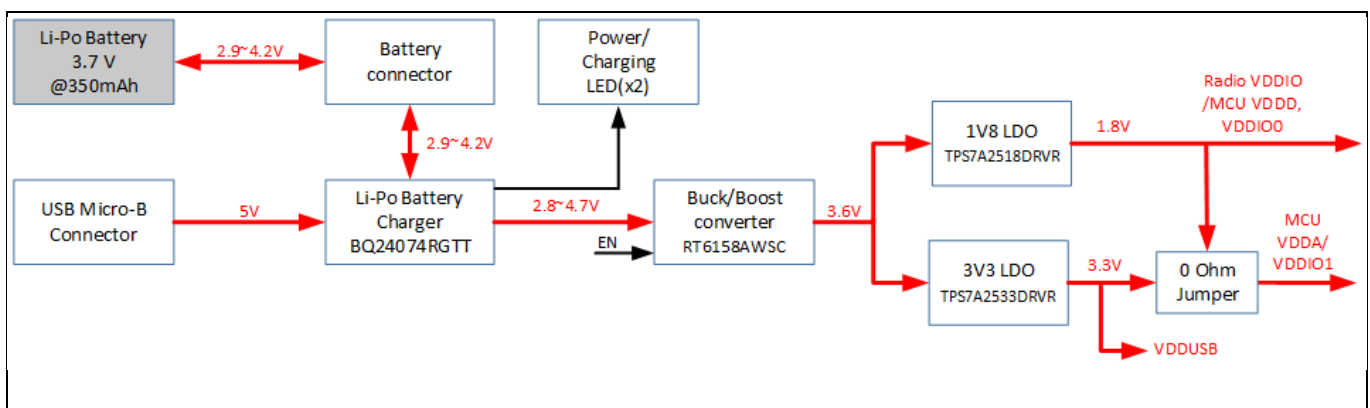 Li-Po Battery
3.7 V
@350mAh
2.9~4.2V
Battery
connector
Power/
Charging
LED(x2)
2.9~4.2V
USB Micro-B
Connector
5V
Li-Po Battery
Charger
BQ24074RGTT
2.8~4.7V
EN
Buck/Boost
converter
RT6158AWSC
3.6V
1V8 LDO
TPS7A2518DRVR
1.8V
Radio VDDIO
/MCU VDDD,
VDDIO0
3V3 LDO
TPS7A2533DRVR
3.3V
0 Ohm
Jumper
MCU
VDDA/
VDDIO1
VDDUSB